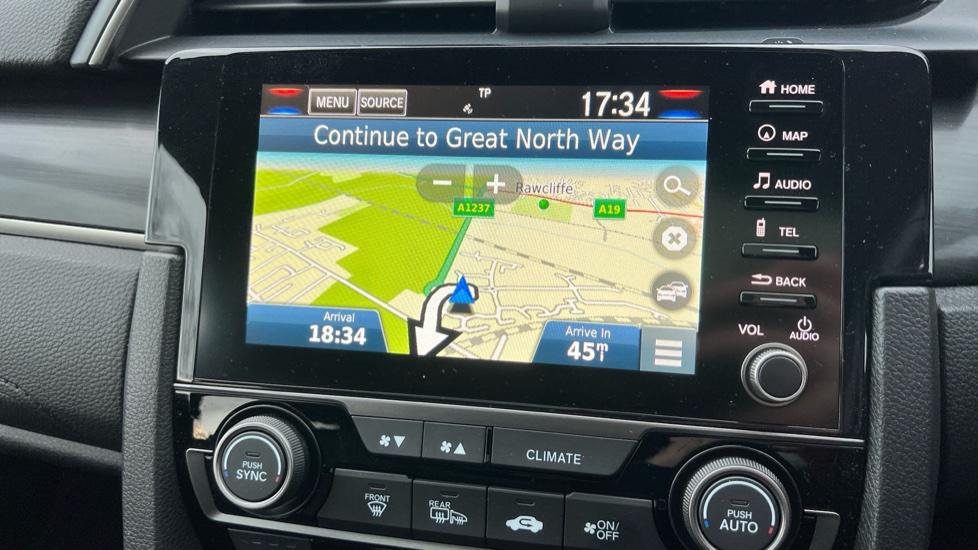 TP
MENU SOURCE 17:34
Continue to Great North Way
Rawcliffe
A1237 A19
Arrival
18:34
Arrive In
45m
HOME
MAP
AUDIO
TEL
BACK
VOL AUDIO
PUSH
SYNC
CLIMATE
FRONT
REAR
ON/
OFF
PUSH
AUTO